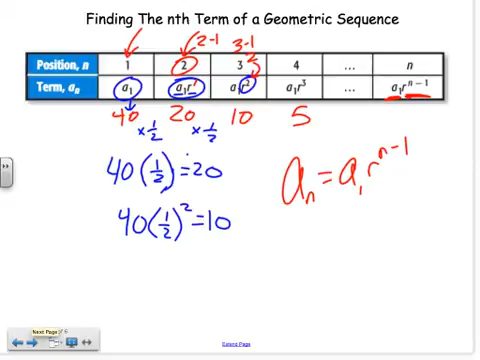 Finding The nth Term of a Geometric Sequence
2-1 3-1
Position, n 1 2 3 4 ... n
Term, aₙ a₁ a₁r¹ a₁r² a₁r³ ... a₁rⁿ⁻¹
40 20 10 5
×½ ×½
40(½)=20
aₙ=a₁rⁿ⁻¹
40(½)²=10
Next Page
Extend Page